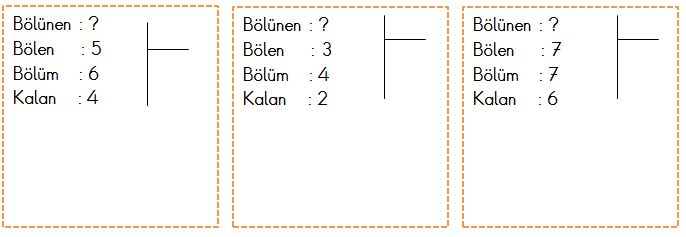 Bölünen : ?
Bölen : 5
Bölüm : 6
Kalan : 4
Bölünen : ?
Bölen : 3
Bölüm : 4
Kalan : 2
Bölünen : ?
Bölen : 7
Bölüm : 7
Kalan : 6